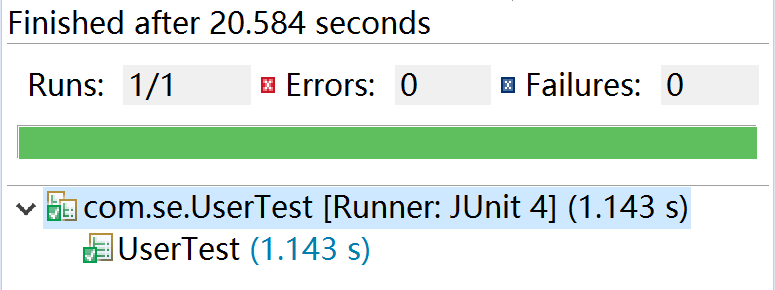 Finished after 20.584 seconds
Runs: 1/1 Errors: 0 Failures: 0
com.se.UserTest [Runner: JUnit 4] (1.143 s)
UserTest (1.143 s)